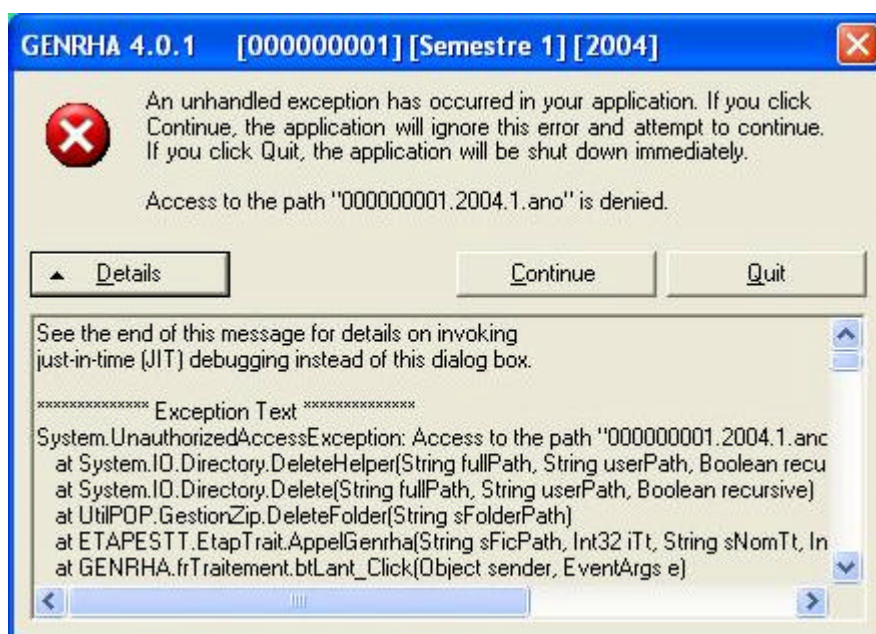 GENRHA 4.0.1 [000000001] [Semestre 1] [2004]
An unhandled exception has occurred in your application. If you click
Continue, the application will ignore this error and attempt to continue.
If you click Quit, the application will be shut down immediately.
Access to the path "000000001.2004.1.ano" is denied.
Details
Continue
Quit
See the end of this message for details on invoking
just-in-time (JIT) debugging instead of this dialog box.
************** Exception Text **************
System.UnauthorizedAccessException: Access to the path "000000001.2004.1.anc
at System.IO.Directory.DeleteHelper(String fullPath, String userPath, Boolean recu
at System.IO.Directory.Delete(String fullPath, String userPath, Boolean recursive)
at UtilPOP.GestionZip.DeleteFolder(String sFolderPath)
at ETAPESTT.EtapTrait.AppelGenrha(String sFicPath, Int32 iTt, String sNomTt, In
at GENRHA.frTraitement.btLant_Click(Object sender, EventArgs e)